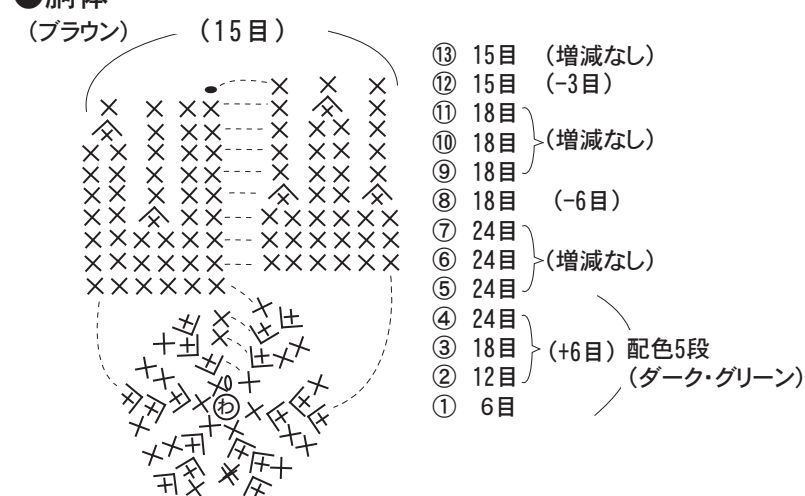 ●胴体
(ブラウン)
(15目)
⑬ 15目 (増減なし)
⑫ 15目 (-3目)
⑪ 18目
⑩ 18目 (増減なし)
⑨ 18目
⑧ 18目 (-6目)
⑦ 24目
⑥ 24目 (増減なし)
⑤ 24目
④ 24目
③ 18目 (+6目) 配色5段
② 12目 (ダーク・グリーン)
① 6目
わ